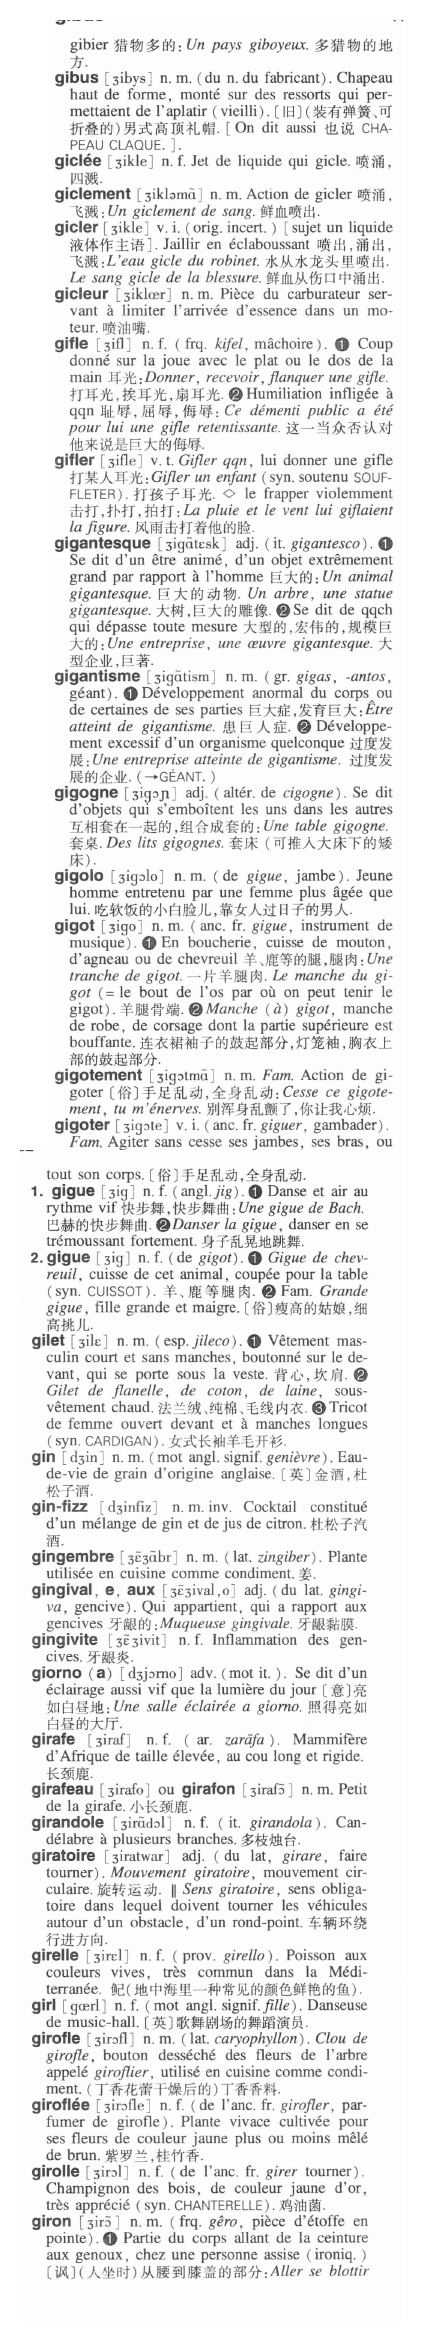 gibier 猎物多的: Un pays giboyeux. 多猎物的地
方.
gibus [ʒibys] n. m. (du n. du fabricant). Chapeau
haut de forme, monté sur des ressorts qui per-
mettaient de l'aplatir (vieilli). 〔旧〕(装有弹簧、可
折叠的)男式高顶礼帽. [On dit aussi 也说 CHA-
PEAU CLAQUE.].
giclée [ʒikle] n. f. Jet de liquide qui gicle. 喷涌,
四溅.
giclement [ʒikləmɑ̃] n. m. Action de gicler 喷涌,
飞溅: Un giclement de sang. 鲜血喷出.
gicler [ʒikle] v. i. (orig. incert.) [sujet un liquide
液体作主语]. Jaillir en éclaboussant 喷出,涌出,
飞溅: L'eau gicle du robinet. 水从水龙头里喷出.
Le sang gicle de la blessure. 鲜血从伤口中涌出.
gicleur [ʒiklœr] n. m. Pièce du carburateur ser-
vant à limiter l'arrivée d'essence dans un mo-
teur. 喷油嘴.
gifle [ʒifl] n. f. (frq. kifel, mâchoire). ❶ Coup
donné sur la joue avec le plat ou le dos de la
main 耳光: Donner, recevoir, flanquer une gifle.
打耳光,挨耳光,扇耳光. ❷ Humiliation infligée à
qqn 耻辱,屈辱,侮辱: Ce démenti public a été
pour lui une gifle retentissante. 这一当众否认对
他来说是巨大的侮辱.
gifler [ʒifle] v. t. Gifler qqn, lui donner une gifle
打某人耳光: Gifler un enfant (syn. soutenu SOUF-
FLETER). 打孩子耳光. ◇ le frapper violemment
击打,扑打,拍打: La pluie et le vent lui giflaient
la figure. 风雨击打着他的脸.
gigantesque [ʒigɑ̃tɛsk] adj. (it. gigantesco). ❶
Se dit d'un être animé, d'un objet extrêmement
grand par rapport à l'homme 巨大的: Un animal
gigantesque. 巨大的动物. Un arbre, une statue
gigantesque. 大树,巨大的雕像. ❷ Se dit de qqch
qui dépasse toute mesure 大型的,宏伟的,规模巨
大的: Une entreprise, une œuvre gigantesque. 大
型企业,巨著.
gigantisme [ʒigɑ̃tism] n. m. (gr. gigas, -antos,
géant). ❶ Développement anormal du corps ou
de certaines de ses parties 巨大症,发育巨大: Être
atteint de gigantisme. 患巨人症. ❷ Développe-
ment excessif d'un organisme quelconque 过度发
展: Une entreprise atteinte de gigantisme. 过度发
展的企业. (→GÉANT.)
gigogne [ʒigɔɲ] adj. (altér. de cigogne). Se dit
d'objets qui s'emboîtent les uns dans les autres
互相套在一起的,组合成套的: Une table gigogne.
套桌. Des lits gigognes. 套床 (可推入大床下的矮
床).
gigolo [ʒigɔlo] n. m. (de gigue, jambe). Jeune
homme entretenu par une femme plus âgée que
lui. 吃软饭的小白脸儿,靠女人过日子的男人.
gigot [ʒigo] n. m. (anc. fr. gigue, instrument de
musique). ❶ En boucherie, cuisse de mouton,
d'agneau ou de chevreuil 羊、鹿等的腿,腿肉: Une
tranche de gigot. 一片羊腿肉. Le manche du gi-
got (= le bout de l'os par où on peut tenir le
gigot). 羊腿骨端. ❷ Manche (à) gigot, manche
de robe, de corsage dont la partie supérieure est
bouffante. 连衣裙袖子的鼓起部分,灯笼袖,胸衣上
部的鼓起部分.
gigotement [ʒigɔtmɑ̃] n. m. Fam. Action de gi-
goter 〔俗〕手足乱动,全身乱动: Cesse ce gigote-
ment, tu m'énerves. 别浑身乱颤了,你让我心烦.
gigoter [ʒigɔte] v. i. (anc. fr. giguer, gambader).
Fam. Agiter sans cesse ses jambes, ses bras, ou
tout son corps. 〔俗〕手足乱动,全身乱动.
1. gigue [ʒig] n. f. (angl. jig). ❶ Danse et air au
rythme vif 快步舞,快步舞曲: Une gigue de Bach.
巴赫的快步舞曲. ❷ Danser la gigue, danser en se
trémoussant fortement. 身子乱晃地跳舞.
2. gigue [ʒig] n. f. (de gigot). ❶ Gigue de chev-
reuil, cuisse de cet animal, coupée pour la table
(syn. CUISSOT). 羊、鹿等腿肉. ❷ Fam. Grande
gigue, fille grande et maigre. 〔俗〕瘦高的姑娘,细
高挑儿.
gilet [ʒilɛ] n. m. (esp. jileco). ❶ Vêtement mas-
culin court et sans manches, boutonné sur le de-
vant, qui se porte sous la veste. 背心,坎肩. ❷
Gilet de flanelle, de coton, de laine, sous-
vêtement chaud. 法兰绒、纯棉、毛线内衣. ❸ Tricot
de femme ouvert devant et à manches longues
(syn. CARDIGAN). 女式长袖羊毛开衫.
gin [dʒin] n. m. (mot angl. signif. genièvre). Eau-
de-vie de grain d'origine anglaise. 〔英〕金酒,杜
松子酒.
gin-fizz [dʒinfiz] n. m. inv. Cocktail constitué
d'un mélange de gin et de jus de citron. 杜松子汽
酒.
gingembre [ʒɛ̃ʒɑ̃br] n. m. (lat. zingiber). Plante
utilisée en cuisine comme condiment. 姜.
gingival, e, aux [ʒɛ̃ʒival,o] adj. (du lat. gingi-
va, gencive). Qui appartient, qui a rapport aux
gencives 牙龈的: Muqueuse gingivale. 牙龈黏膜.
gingivite [ʒɛ̃ʒivit] n. f. Inflammation des gen-
cives. 牙龈炎.
giorno (a) [dʒjɔrno] adv. (mot it.). Se dit d'un
éclairage aussi vif que la lumière du jour [意]亮
如白昼地: Une salle éclairée a giorno. 照得亮如
白昼的大厅.
girafe [ʒiraf] n. f. (ar. zarāfa). Mammifère
d'Afrique de taille élevée, au cou long et rigide.
长颈鹿.
girafeau [ʒirafo] ou girafon [ʒirafɔ̃] n. m. Petit
de la girafe. 小长颈鹿.
girandole [ʒirɑ̃dɔl] n. f. (it. girandola). Can-
délabre à plusieurs branches. 多枝烛台.
giratoire [ʒiratwar] adj. (du lat, girare, faire
tourner). Mouvement giratoire, mouvement cir-
culaire. 旋转运动. ‖ Sens giratoire, sens obliga-
toire dans lequel doivent tourner les véhicules
autour d'un obstacle, d'un rond-point. 车辆环绕
行进方向.
girelle [ʒirɛl] n. f. (prov. girello). Poisson aux
couleurs vives, très commun dans la Médi-
terranée. 鮀(地中海里一种常见的颜色鲜艳的鱼).
girl [gœrl] n. f. (mot angl. signif. fille). Danseuse
de music-hall. 〔英〕歌舞剧场的舞蹈演员.
girofle [ʒirɔfl] n. m. (lat. caryophyllon). Clou de
girofle, bouton desséché des fleurs de l'arbre
appelé giroflier, utilisé en cuisine comme condi-
ment. (丁香花蕾干燥后的)丁香香料.
giroflée [ʒirɔfle] n. f. (de l'anc. fr. girofler, par-
fumer de girofle). Plante vivace cultivée pour
ses fleurs de couleur jaune plus ou moins mêlé
de brun. 紫罗兰,桂竹香.
girolle [ʒirɔl] n. f. (de l'anc. fr. girer tourner).
Champignon des bois, de couleur jaune d'or,
très apprécié (syn. CHANTERELLE). 鸡油菌.
giron [ʒirɔ̃] n. m. (frq. gêro, pièce d'étoffe en
pointe). ❶ Partie du corps allant de la ceinture
aux genoux, chez une personne assise (ironiq.)
〔讽〕(人坐时)从腰到膝盖的部分: Aller se blottir